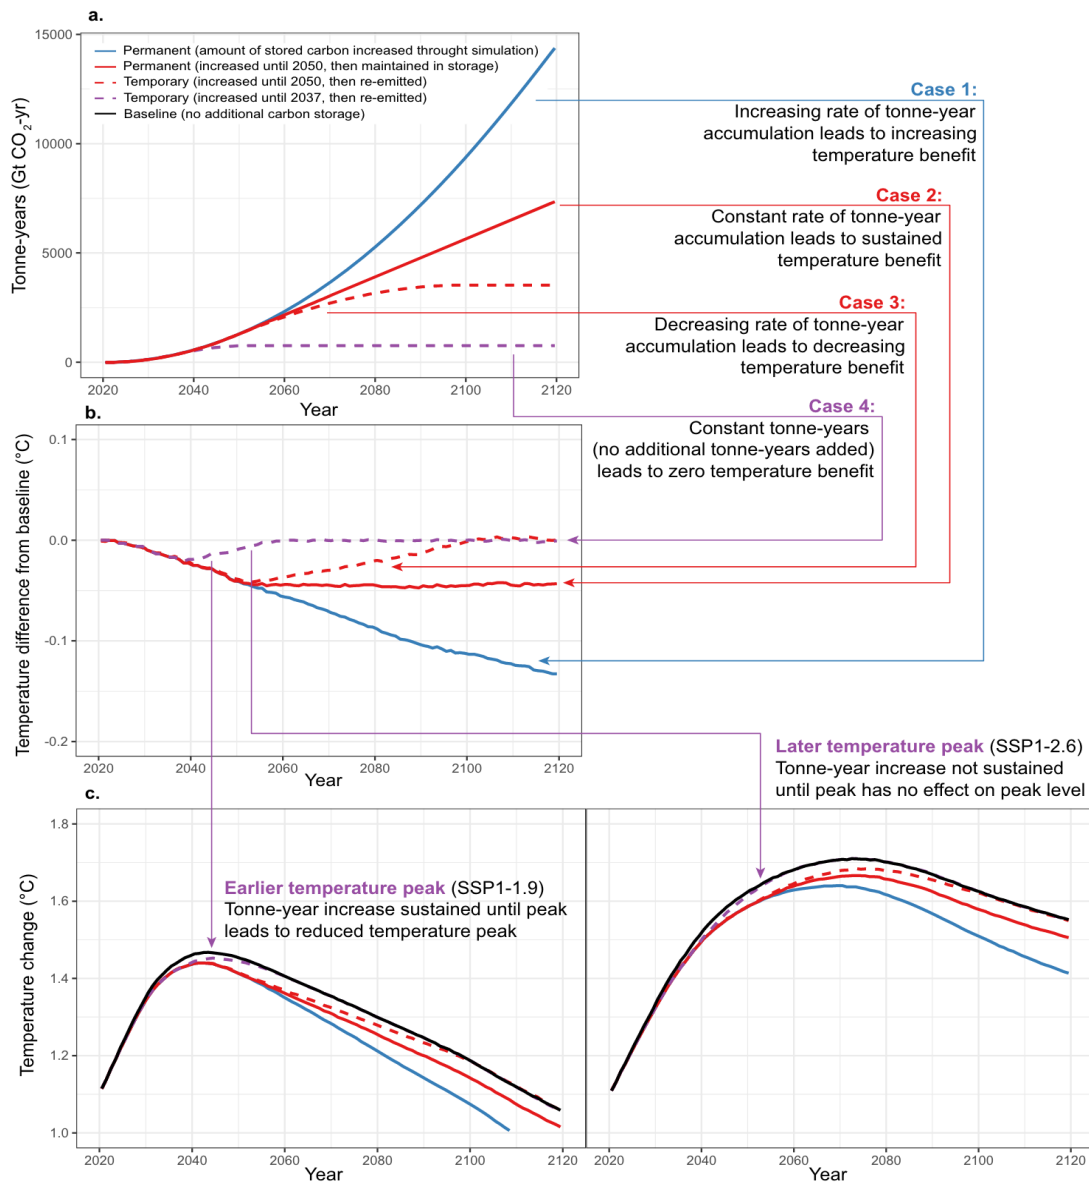 a.
15000
10000
5000
0
Tonne-years (Gt CO2-yr)
Permanent (amount of stored carbon increased throught simulation)
Permanent (increased until 2050, then maintained in storage)
Temporary (increased until 2050, then re-emitted)
Temporary (increased until 2037, then re-emitted)
Baseline (no additional carbon storage)
2020 2040 2060 2080 2100 2120
Year
Case 1:
Increasing rate of tonne-year
accumulation leads to increasing
temperature benefit
Case 2:
Constant rate of tonne-year
accumulation leads to sustained
temperature benefit
Case 3:
Decreasing rate of tonne-year
accumulation leads to decreasing
temperature benefit
Case 4:
Constant tonne-years
(no additional tonne-years added)
leads to zero temperature benefit
b.
0.1
0.0
-0.1
-0.2
Temperature difference from baseline (°C)
2020 2040 2060 2080 2100 2120
Year
Later temperature peak (SSP1-2.6)
Tonne-year increase not sustained
until peak has no effect on peak level
c.
1.8
1.6
1.4
1.2
1.0
Temperature change (°C)
Earlier temperature peak (SSP1-1.9)
Tonne-year increase sustained until peak
leads to reduced temperature peak
2020 2040 2060 2080 2100 2120
Year
2020 2040 2060 2080 2100 2120
Year